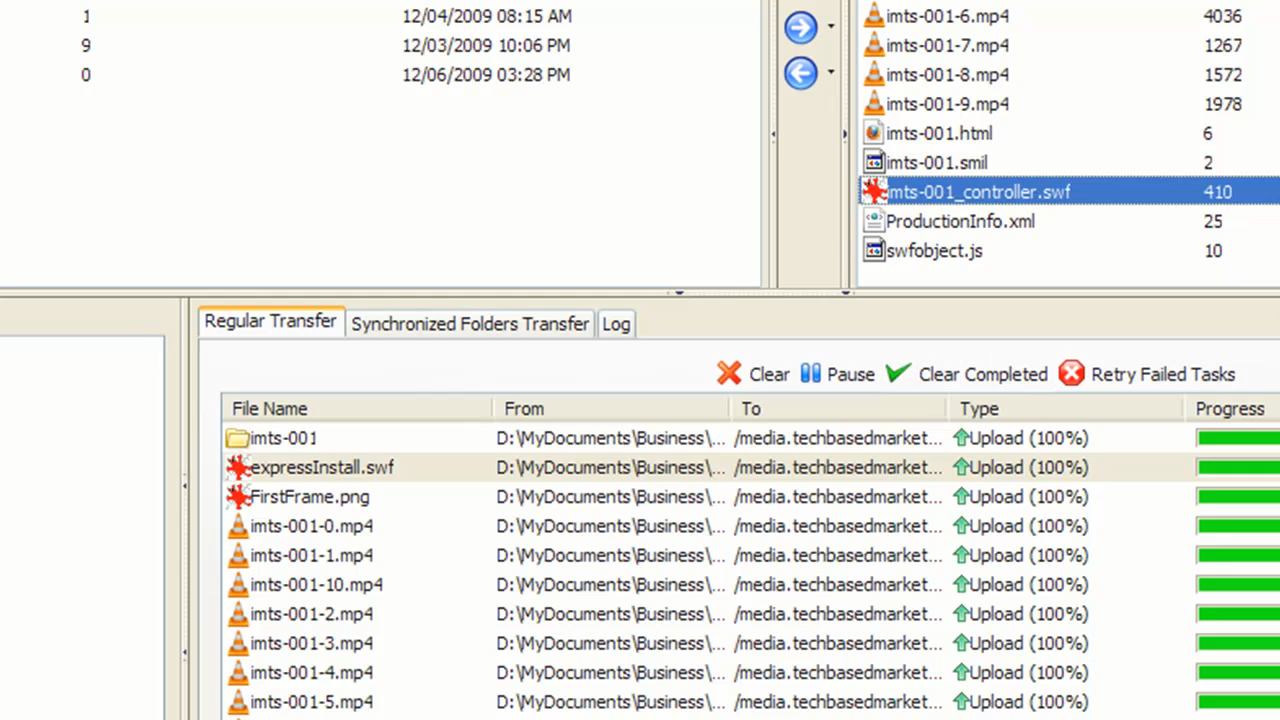 1 12/04/2009 08:15 AM
9 12/03/2009 10:06 PM
0 12/06/2009 03:28 PM
imts-001-6.mp4 4036
imts-001-7.mp4 1267
imts-001-8.mp4 1572
imts-001-9.mp4 1978
imts-001.html 6
imts-001.smil 2
imts-001_controller.swf 410
ProductionInfo.xml 25
swfobject.js 10
Regular Transfer Synchronized Folders Transfer Log
Clear Pause Clear Completed Retry Failed Tasks
File Name From To Type Progress
imts-001 D:\MyDocuments\Business\... /media.techbasedmarket... Upload (100%)
expressInstall.swf D:\MyDocuments\Business\... /media.techbasedmarket... Upload (100%)
FirstFrame.png D:\MyDocuments\Business\... /media.techbasedmarket... Upload (100%)
imts-001-0.mp4 D:\MyDocuments\Business\... /media.techbasedmarket... Upload (100%)
imts-001-1.mp4 D:\MyDocuments\Business\... /media.techbasedmarket... Upload (100%)
imts-001-10.mp4 D:\MyDocuments\Business\... /media.techbasedmarket... Upload (100%)
imts-001-2.mp4 D:\MyDocuments\Business\... /media.techbasedmarket... Upload (100%)
imts-001-3.mp4 D:\MyDocuments\Business\... /media.techbasedmarket... Upload (100%)
imts-001-4.mp4 D:\MyDocuments\Business\... /media.techbasedmarket... Upload (100%)
imts-001-5.mp4 D:\MyDocuments\Business\... /media.techbasedmarket... Upload (100%)